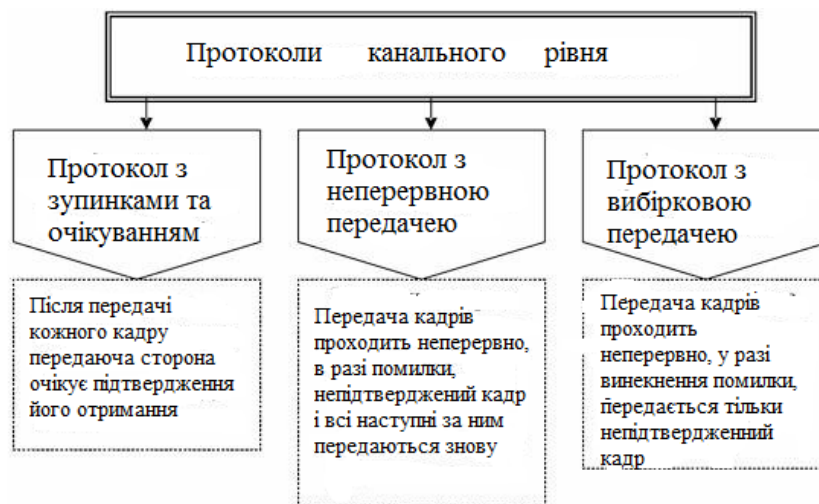 Протоколи канального рівня
Протокол з
зупинками та
очікуванням
Протокол з
неперервною
передачею
Протокол з
вибірковою
передачею
Після передачі
кожного кадру
передаюча сторона
очікує підтвердження
його отримання
Передача кадрів
проходить неперервно,
в разі помилки,
непідтверджений кадр
і всі наступні за ним
передаються знову
Передача кадрів
проходить
неперервно, у разі
винекнення помилки,
передається тільки
непідтвердженний
кадр